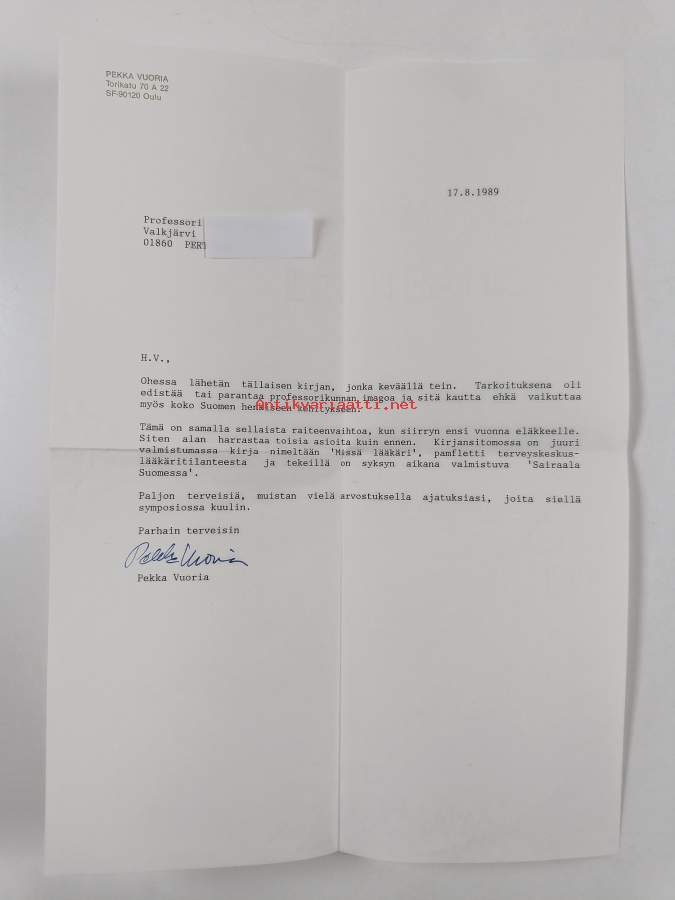 PEKKA VUORIA
Torikatu 70 A 22
SF-90120 Oulu
17.8.1989
Professori
Valkjärvi
01860 PERT
H.V.,
Ohessa lähetän tällaisen kirjan, jonka keväällä tein. Tarkoituksena oli
edistää tai parantaa professorikunnan imagoa ja sitä kautta ehkä vaikuttaa
myös koko Suomen henkiseen kehitykseen.
Antikvariaatti.net
Tämä on samalla sellaista raiteenvaihtoa, kun siirryn ensi vuonna eläkkeelle.
Siten alan harrastaa toisia asioita kuin ennen. Kirjansitomossa on juuri
valmistumassa kirja nimeltään 'Missä lääkäri', pamfletti terveyskeskus-
lääkäritilanteesta ja tekeillä on syksyn aikana valmistuva 'Sairaala
Suomessa'.
Paljon terveisiä, muistan vielä arvostuksella ajatuksiasi, joita siellä
symposiossa kuulin.
Parhain terveisin
Pekka Vuoria
Pekka Vuoria